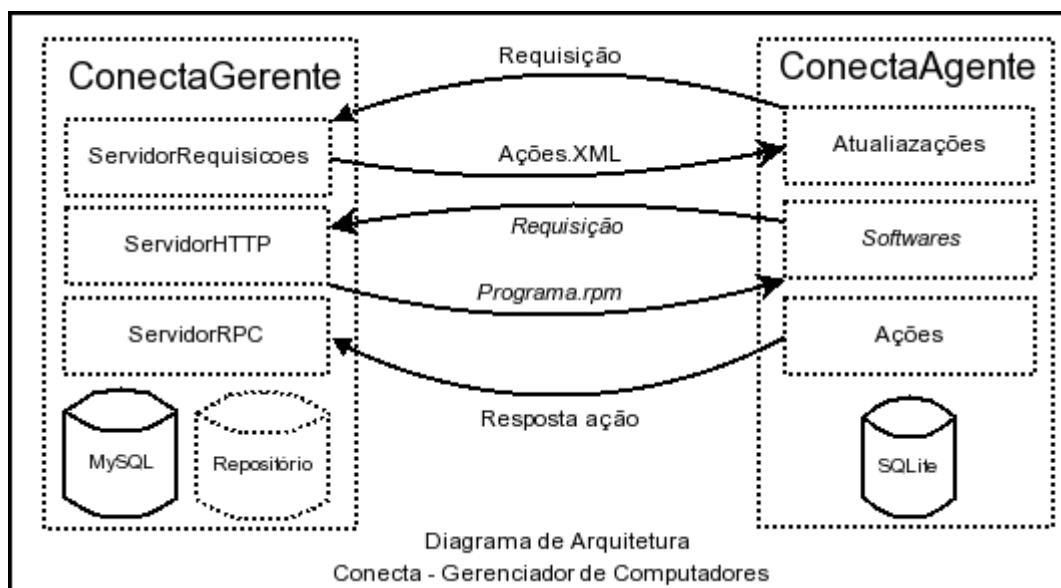 ConectaGerente
ServidorRequisicoes
ServidorHTTP
ServidorRPC
MySQL
Repositório
Requisição
Ações.XML
Requisição
Programa.rpm
Resposta ação
ConectaAgente
Atualiazações
Softwares
Ações
SQLite
Diagrama de Arquitetura
Conecta - Gerenciador de Computadores